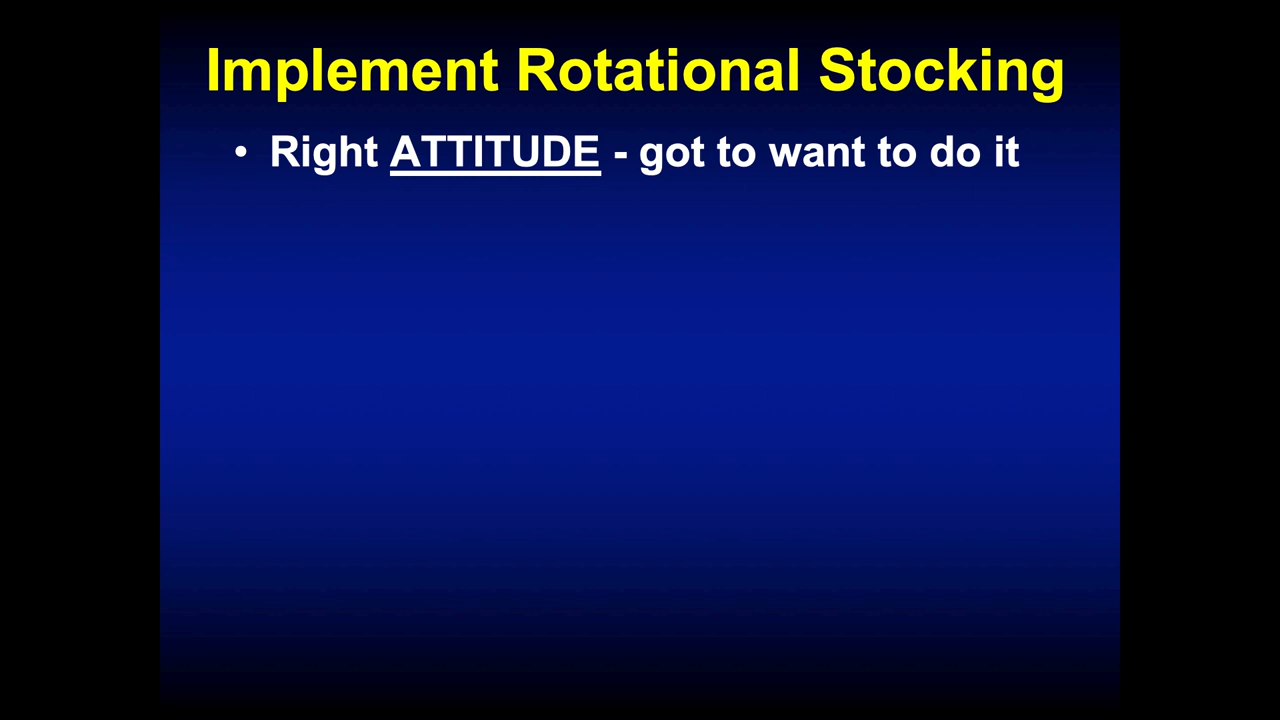 Implement Rotational Stocking
• Right ATTITUDE - got to want to do it